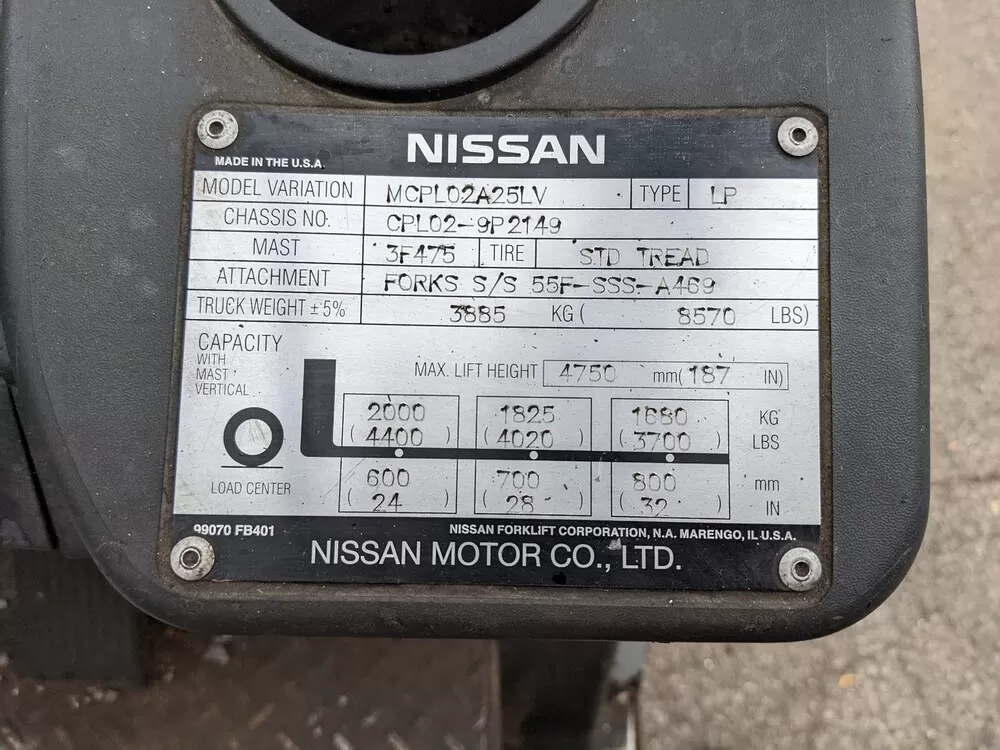 NISSAN
MADE IN THE U.S.A.
MODEL VARIATION MCPL02A25LV TYPE LP
CHASSIS NO. CPL02-9P2149
MAST 3F475 TIRE STD TREAD
ATTACHMENT FORKS S/S 55F-SSS-A469
TRUCK WEIGHT ± 5% 3885 KG ( 8570 LBS)
CAPACITY
WITH
MAST
VERTICAL
MAX. LIFT HEIGHT 4750 mm( 187 IN)
2000 1825 1680 KG
( 4400 ) ( 4020 ) ( 3700 ) LBS
600 700 800 mm
LOAD CENTER ( 24 ) ( 28 ) ( 32 ) IN
99070 FB401 NISSAN FORKLIFT CORPORATION, N.A. MARENGO, IL U.S.A.
NISSAN MOTOR CO., LTD.